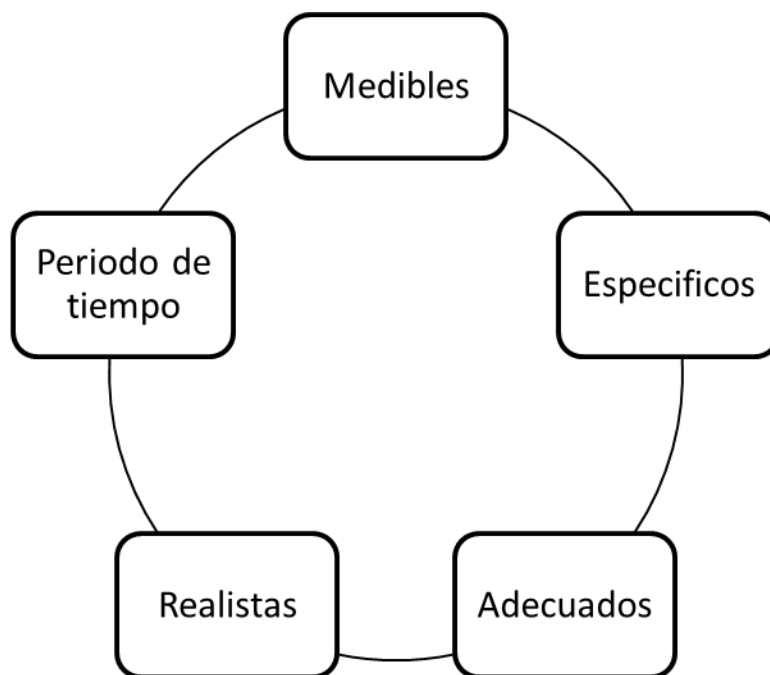 Medibles
Periodo de
tiempo
Especificos
Realistas
Adecuados